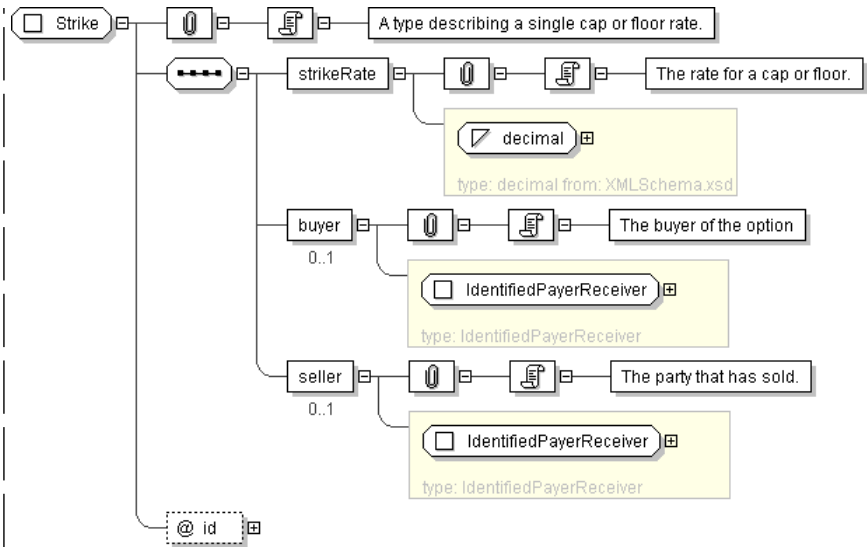 Strike
A type describing a single cap or floor rate.
strikeRate
The rate for a cap or floor.
decimal
type: decimal from: XMLSchema.xsd
buyer
The buyer of the option
0..1
IdentifiedPayerReceiver
type: IdentifiedPayerReceiver
seller
The party that has sold.
0..1
IdentifiedPayerReceiver
type: IdentifiedPayerReceiver
@ id